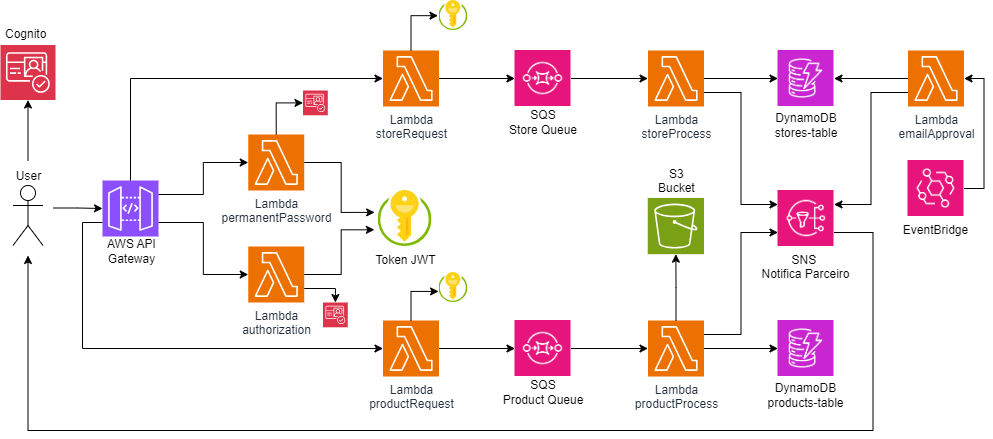 Cognito
User
AWS API
Gateway
Lambda
permanentPassword
Lambda
authorization
Token JWT
Lambda
storeRequest
SQS
Store Queue
Lambda
storeProcess
DynamoDB
stores-table
Lambda
emailApproval
S3
Bucket
EventBridge
SNS
Notifica Parceiro
Lambda
productRequest
SQS
Product Queue
Lambda
productProcess
DynamoDB
products-table